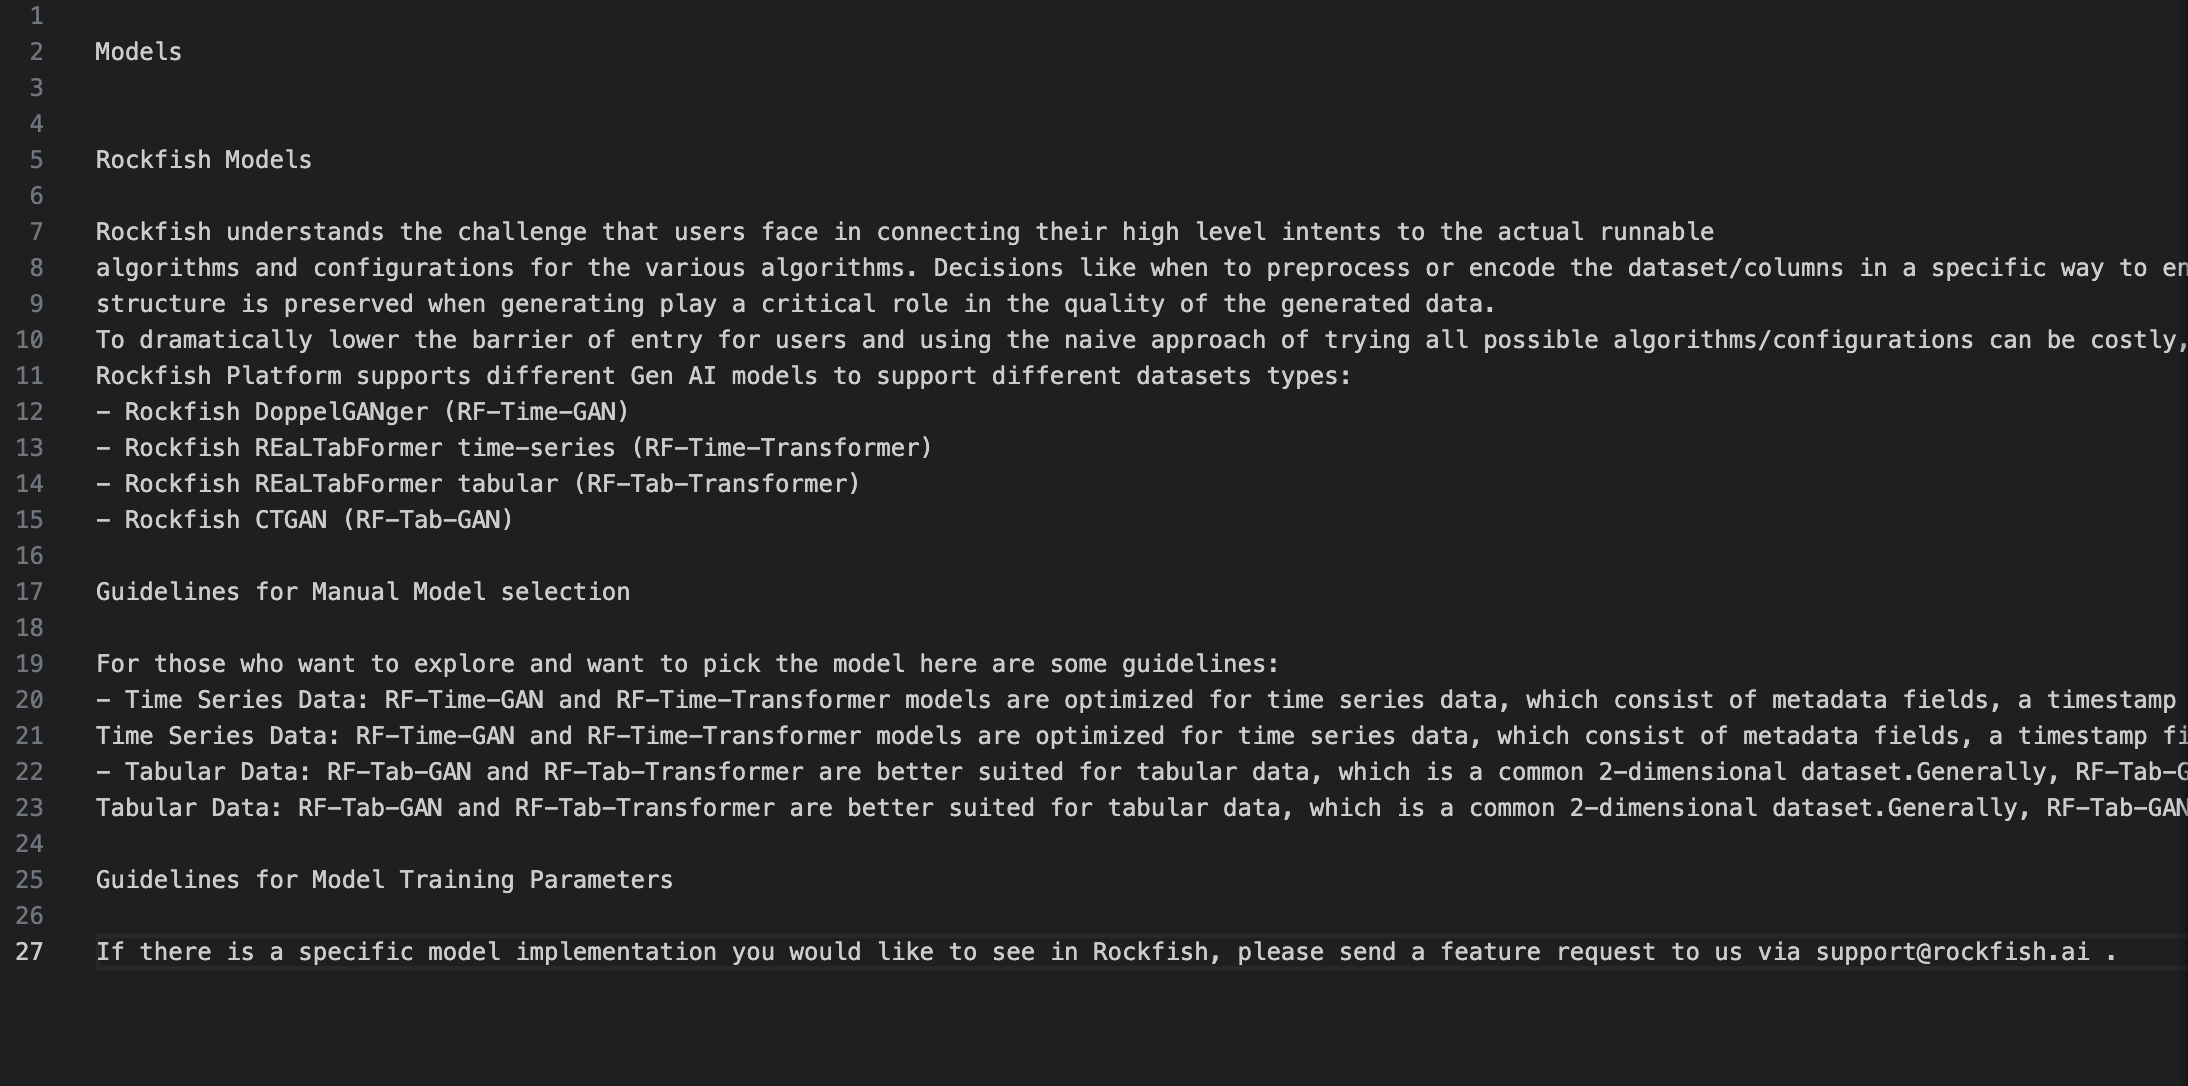 1
2 Models
3
4
5 Rockfish Models
6
7 Rockfish understands the challenge that users face in connecting their high level intents to the actual runnable
8 algorithms and configurations for the various algorithms. Decisions like when to preprocess or encode the dataset/columns in a specific way to en
9 structure is preserved when generating play a critical role in the quality of the generated data.
10 To dramatically lower the barrier of entry for users and using the naive approach of trying all possible algorithms/configurations can be costly,
11 Rockfish Platform supports different Gen AI models to support different datasets types:
12 - Rockfish DoppelGANger (RF-Time-GAN)
13 - Rockfish REaLTabFormer time-series (RF-Time-Transformer)
14 - Rockfish REaLTabFormer tabular (RF-Tab-Transformer)
15 - Rockfish CTGAN (RF-Tab-GAN)
16
17 Guidelines for Manual Model selection
18
19 For those who want to explore and want to pick the model here are some guidelines:
20 - Time Series Data: RF-Time-GAN and RF-Time-Transformer models are optimized for time series data, which consist of metadata fields, a timestamp
21 Time Series Data: RF-Time-GAN and RF-Time-Transformer models are optimized for time series data, which consist of metadata fields, a timestamp fi
22 - Tabular Data: RF-Tab-GAN and RF-Tab-Transformer are better suited for tabular data, which is a common 2-dimensional dataset.Generally, RF-Tab-G
23 Tabular Data: RF-Tab-GAN and RF-Tab-Transformer are better suited for tabular data, which is a common 2-dimensional dataset.Generally, RF-Tab-GAN
24
25 Guidelines for Model Training Parameters
26
27 If there is a specific model implementation you would like to see in Rockfish, please send a feature request to us via support@rockfish.ai .